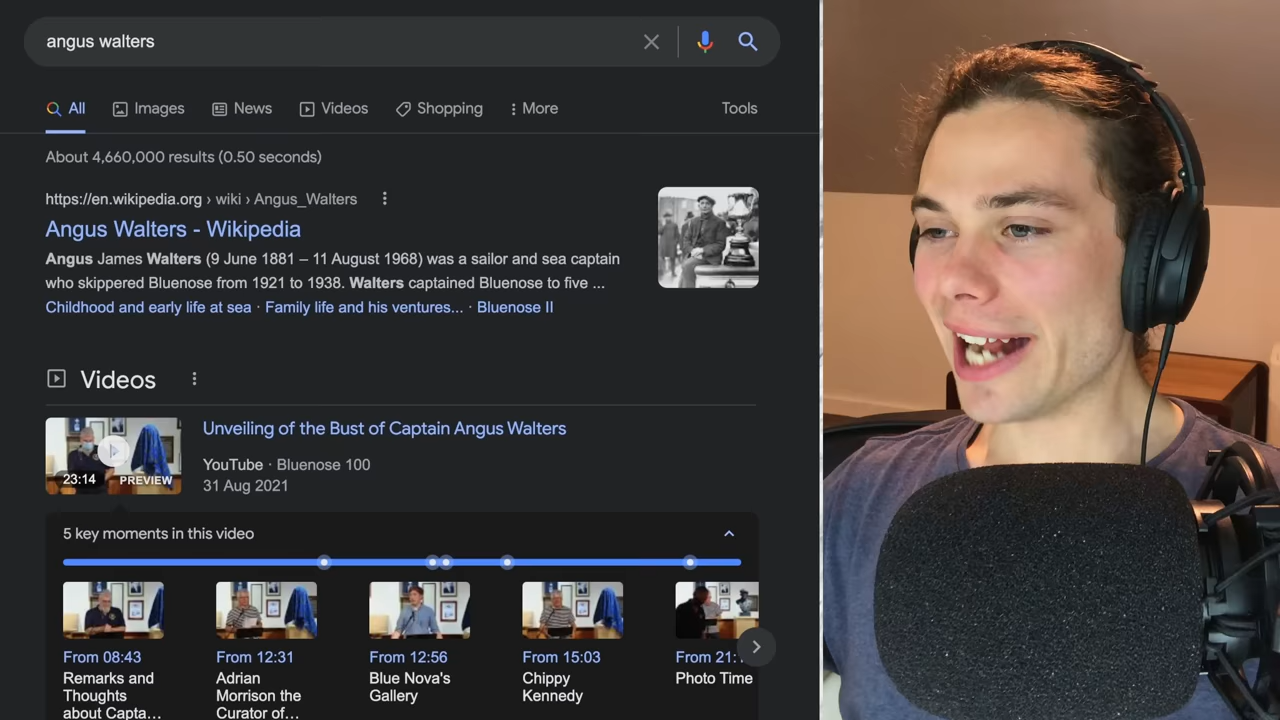 angus walters
All Images News Videos Shopping More Tools
About 4,660,000 results (0.50 seconds)
https://en.wikipedia.org › wiki › Angus_Walters
Angus Walters - Wikipedia
Angus James Walters (9 June 1881 – 11 August 1968) was a sailor and sea captain
who skippered Bluenose from 1921 to 1938. Walters captained Bluenose to five ...
Childhood and early life at sea · Family life and his ventures... · Bluenose II
Videos
Unveiling of the Bust of Captain Angus Walters
YouTube · Bluenose 100
23:14 PREVIEW
31 Aug 2021
5 key moments in this video
From 08:43
Remarks and
Thoughts
about Capta...
From 12:31
Adrian
Morrison the
Curator of...
From 12:56
Blue Nova's
Gallery
From 15:03
Chippy
Kennedy
From 21:
Photo Time